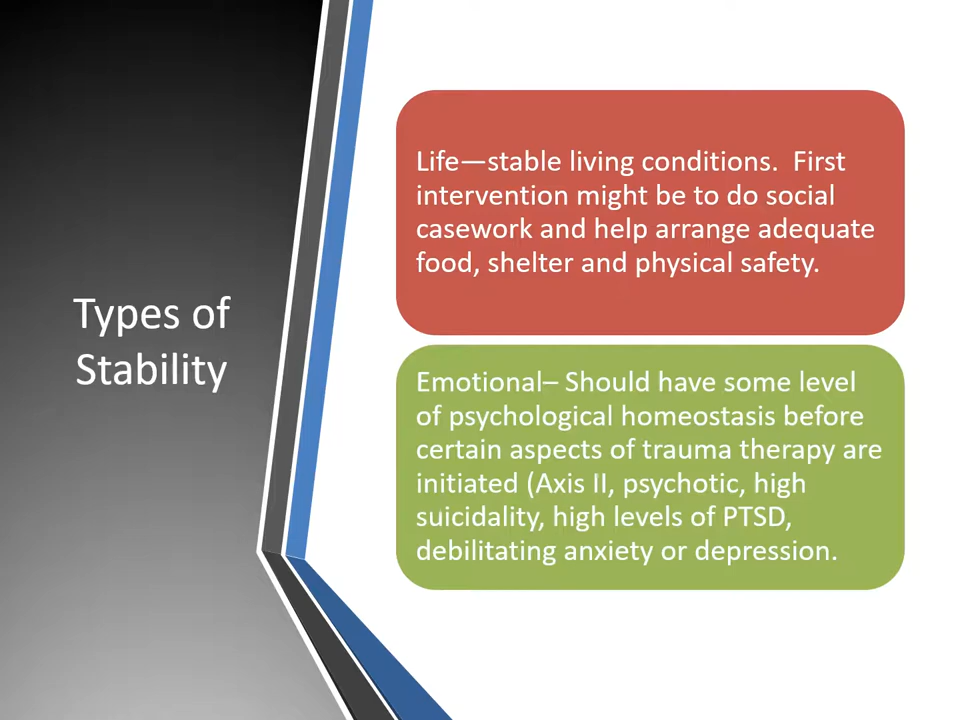 Types of
Stability
Life—stable living conditions.  First
intervention might be to do social
casework and help arrange adequate
food, shelter and physical safety.
Emotional– Should have some level
of psychological homeostasis before
certain aspects of trauma therapy are
initiated (Axis II, psychotic, high
suicidality, high levels of PTSD,
debilitating anxiety or depression.